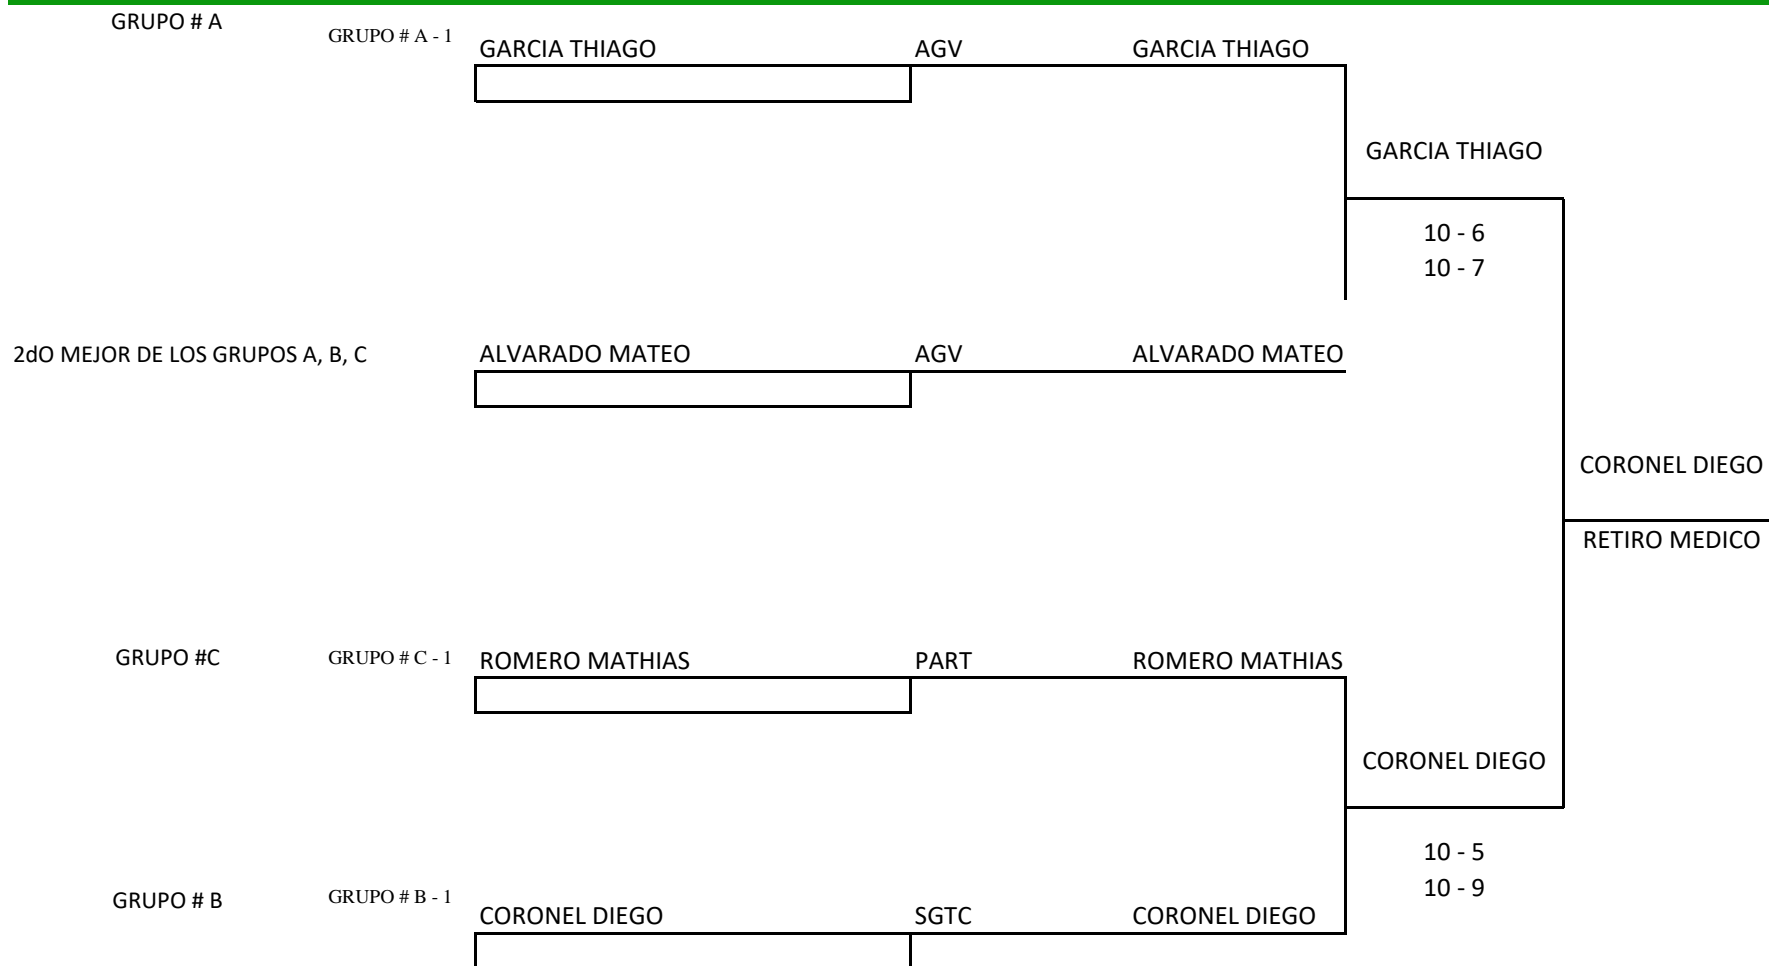 GRUPO # A
GRUPO # A - 1
GARCIA THIAGO AGV GARCIA THIAGO
GARCIA THIAGO
10 - 6
10 - 7
2dO MEJOR DE LOS GRUPOS A, B, C ALVARADO MATEO AGV ALVARADO MATEO
CORONEL DIEGO
RETIRO MEDICO
GRUPO #C GRUPO # C - 1 ROMERO MATHIAS PART ROMERO MATHIAS
CORONEL DIEGO
10 - 5
10 - 9
GRUPO # B GRUPO # B - 1
CORONEL DIEGO SGTC CORONEL DIEGO